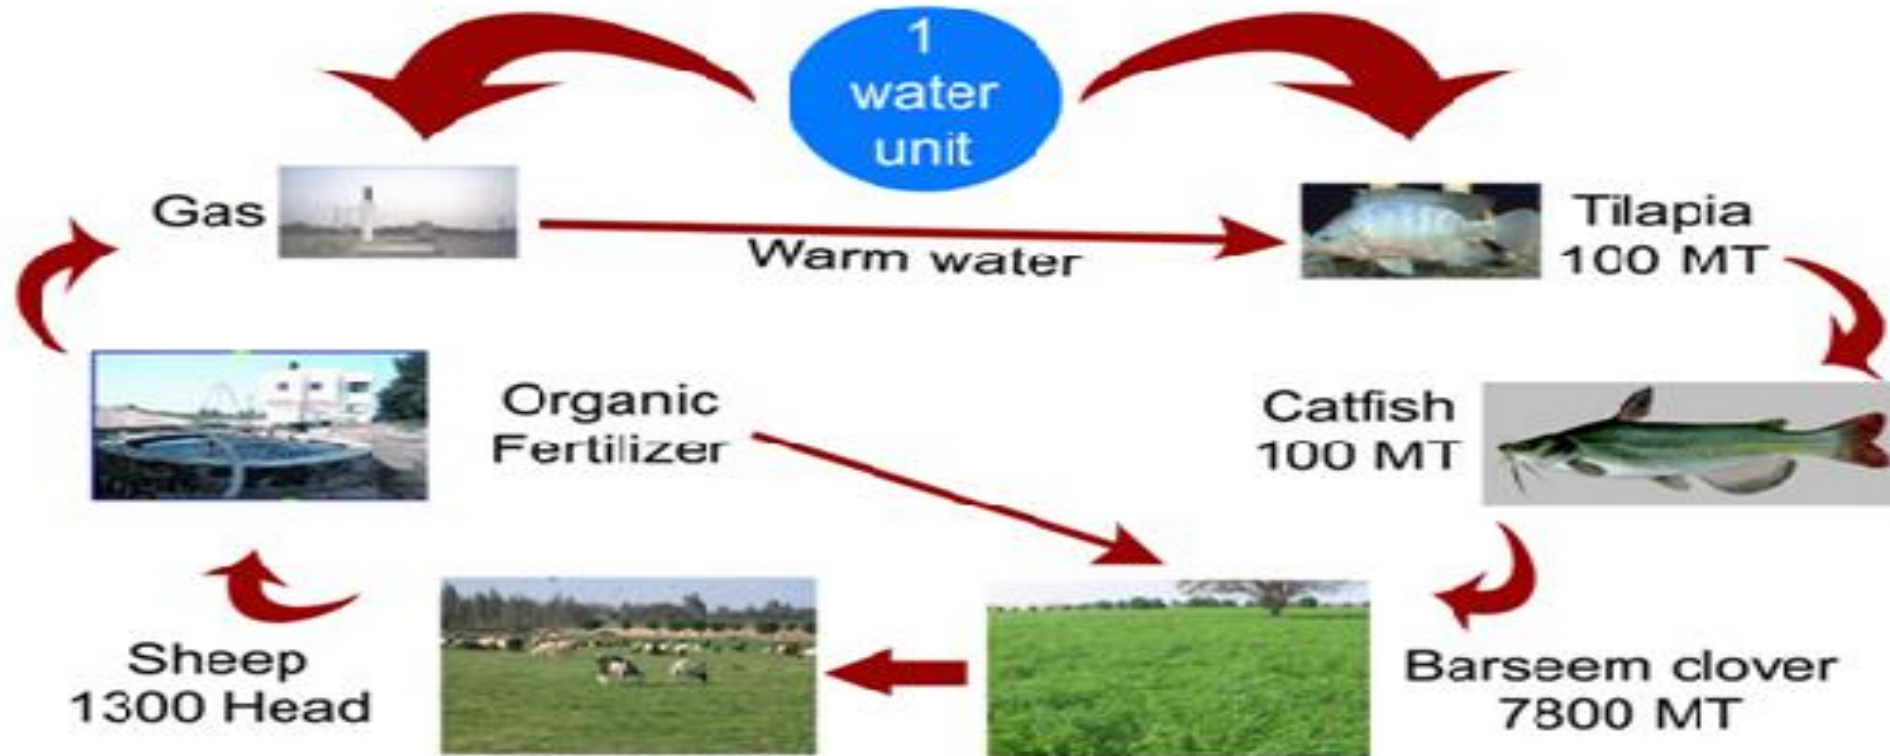 1
water
unit
Gas
Warm water
Tilapia
100 MT
Organic
Fertilizer
Catfish
100 MT
Sheep
1300 Head
Barseem clover
7800 MT